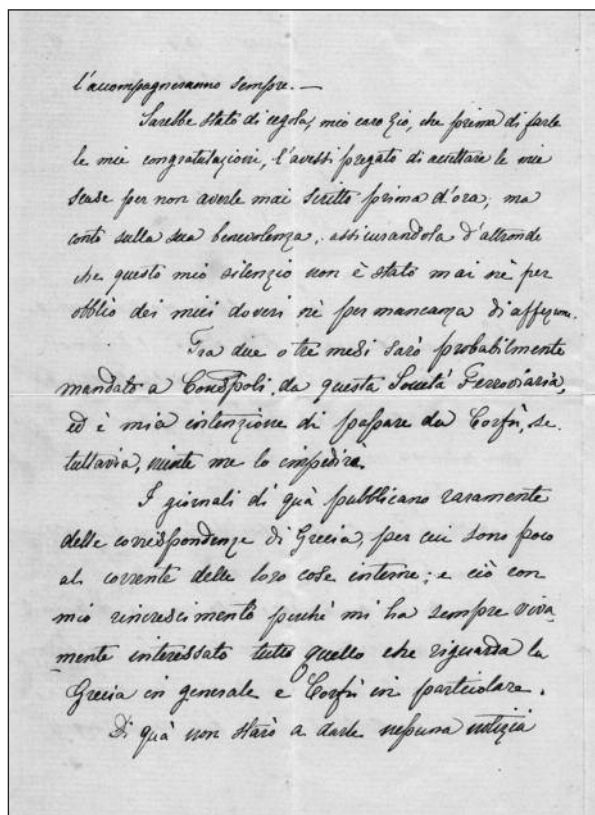 l'accompagneranno sempre. —
Sarebbe stato di regola, mio caro Zio, che prima di farle
le mie congratulazioni, l'avessi pregato di accettare le mie
scuse per non averle mai scritto prima d'ora, ma
conto sulla sua benevolenza, assicurandola d'altronde
che questo mio silenzio non è stato mai nè per
obblio dei miei doveri nè per mancanza di affezione.
Fra due o tre mesi sarò probabilmente
mandato a Conspoli, da questa Società Ferroviaria,
ed è mia intenzione di passare da Corfù, se
tuttavia, niente me lo impedirà.
I giornali di quà pubblicano raramente
delle corrispondenze di Grecia, per cui sono poco
al corrente delle loro cose interne; e ciò con
mio rincrescimento perchè mi ha sempre viva-
mente interessato tutto quello che riguarda la
Grecia in generale e Corfù in particolare.
Di quà non starò a darle nessuna notizia